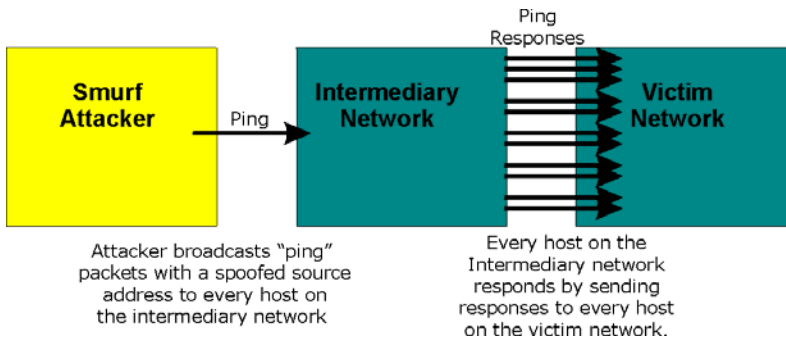 Ping
Responses
Smurf
Attacker
Ping
Intermediary
Network
Victim
Network
Attacker broadcasts “ping”
packets with a spoofed source
address to every host on
the intermediary network
Every host on the
Intermediary network
responds by sending
responses to every host
on the victim network.